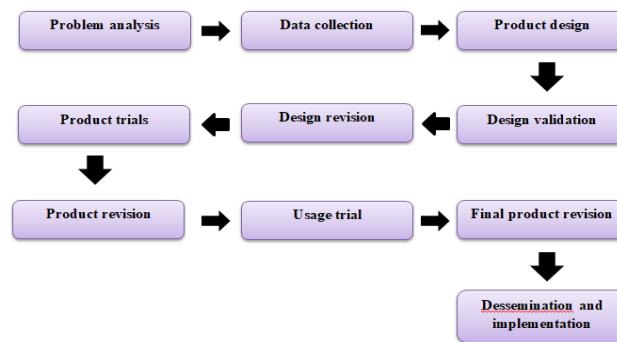 Problem analysis
Data collection
Product design
Design validation
Design revision
Product trials
Product revision
Usage trial
Final product revision
Dessemination and
implementation